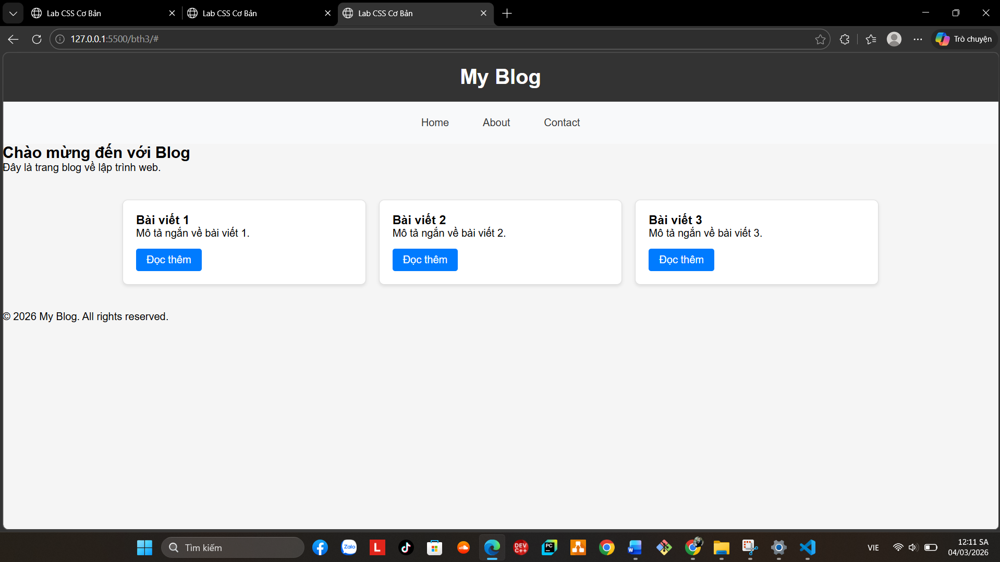 Lab CSS Cơ Bản
Lab CSS Cơ Bản
Lab CSS Cơ Bản
127.0.0.1:5500/bth3/#
Trò chuyện
My Blog
Home About Contact
Chào mừng đến với Blog
Đây là trang blog về lập trình web.
Bài viết 1
Mô tả ngắn về bài viết 1.
Đọc thêm
Bài viết 2
Mô tả ngắn về bài viết 2.
Đọc thêm
Bài viết 3
Mô tả ngắn về bài viết 3.
Đọc thêm
© 2026 My Blog. All rights reserved.
Tìm kiếm
Zalo
L
DEV
C++
PC
W
VIE
12:11 SA
04/03/2026